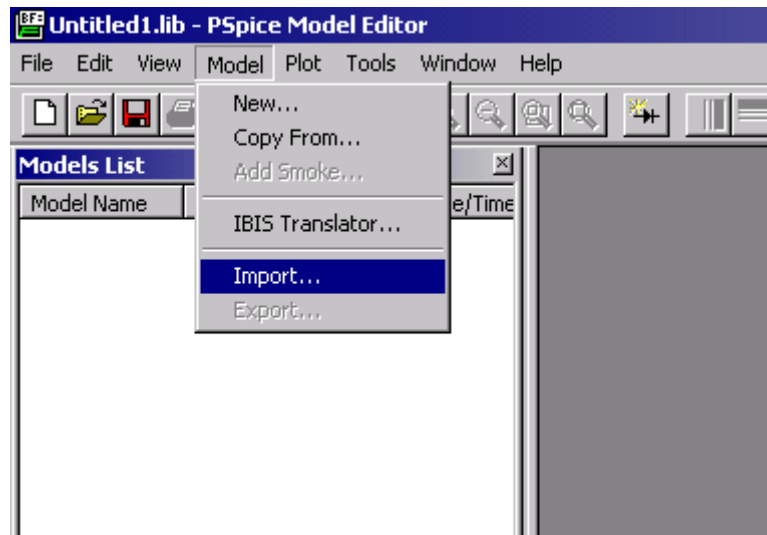 BF= Untitled1.lib - PSpice Model Editor
File Edit View Model Plot Tools Window Help
New...
Copy From...
Models List
Add Smoke...
Model Name e/Time
IBIS Translator...
Import...
Export...